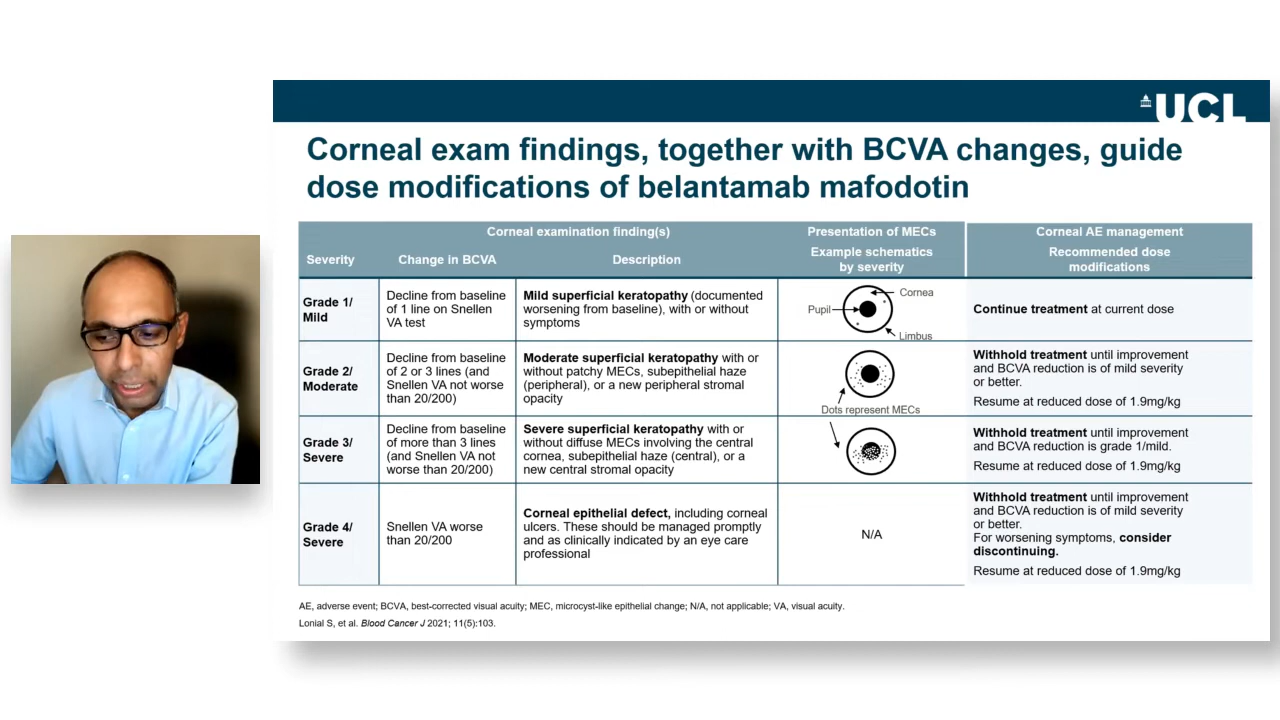 UCL
Corneal exam findings, together with BCVA changes, guide
dose modifications of belantamab mafodotin
Corneal examination finding(s)
Presentation of MECs
Corneal AE management
Severity
Change in BCVA
Description
Example schematics
by severity
Recommended dose
modifications
Grade 1/
Mild
Decline from baseline
of 1 line on Snellen
VA test
Mild superficial keratopathy (documented
worsening from baseline), with or without
symptoms
Cornea
Pupil
Limbus
Continue treatment at current dose
Grade 2/
Moderate
Decline from baseline
of 2 or 3 lines (and
Snellen VA not worse
than 20/200)
Moderate superficial keratopathy with or
without patchy MECs, subepithelial haze
(peripheral), or a new peripheral stromal
opacity
Dots represent MECs
Withhold treatment until improvement
and BCVA reduction is of mild severity
or better.
Resume at reduced dose of 1.9mg/kg
Grade 3/
Severe
Decline from baseline
of more than 3 lines
(and Snellen VA not
worse than 20/200)
Severe superficial keratopathy with or
without diffuse MECs involving the central
cornea, subepithelial haze (central), or a
new central stromal opacity
Withhold treatment until improvement
and BCVA reduction is grade 1/mild.
Resume at reduced dose of 1.9mg/kg
Grade 4/
Severe
Snellen VA worse
than 20/200
Corneal epithelial defect, including corneal
ulcers. These should be managed promptly
and as clinically indicated by an eye care
professional
N/A
Withhold treatment until improvement
and BCVA reduction is of mild severity
or better.
For worsening symptoms, consider
discontinuing.
Resume at reduced dose of 1.9mg/kg
AE, adverse event; BCVA, best-corrected visual acuity; MEC, microcyst-like epithelial change; N/A, not applicable; VA, visual acuity.
Lonial S, et al. Blood Cancer J 2021; 11(5):103.